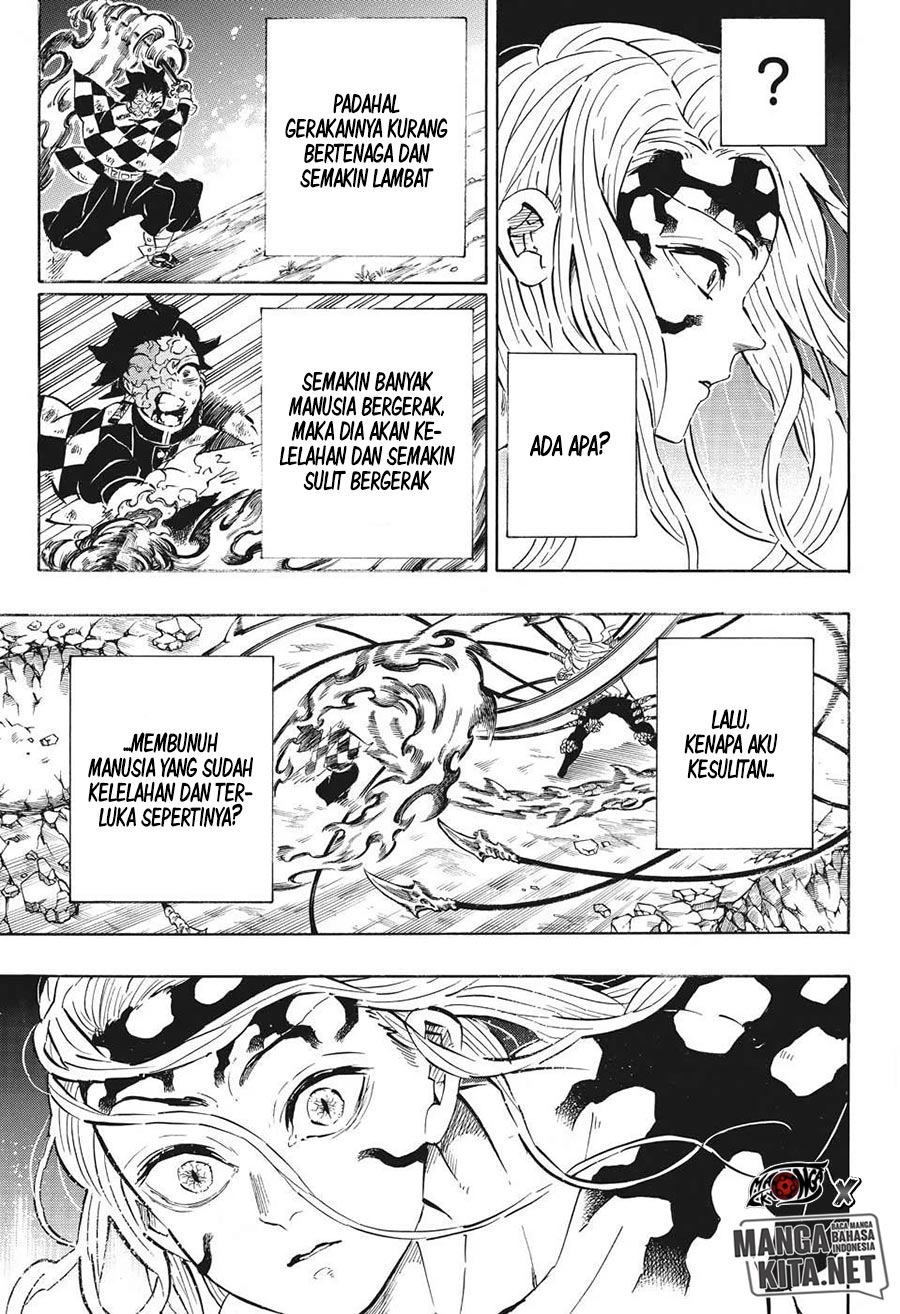 ?
ADA APA?
PADAHAL
GERAKANNYA KURANG
BERTENAGA DAN
SEMAKIN LAMBAT
SEMAKIN BANYAK
MANUSIA BERGERAK,
MAKA DIA AKAN KE-
LELAHAN DAN SEMAKIN
SULIT BERGERAK
LALU,
KENAPA AKU
KESULITAN...
...MEMBUNUH
MANUSIA YANG SUDAH
KELELAHAN DAN TER-
LUKA SEPERTINYA?
X
MANGA
KITA.NET
BACA MANGA
BAHASA
INDONESIA